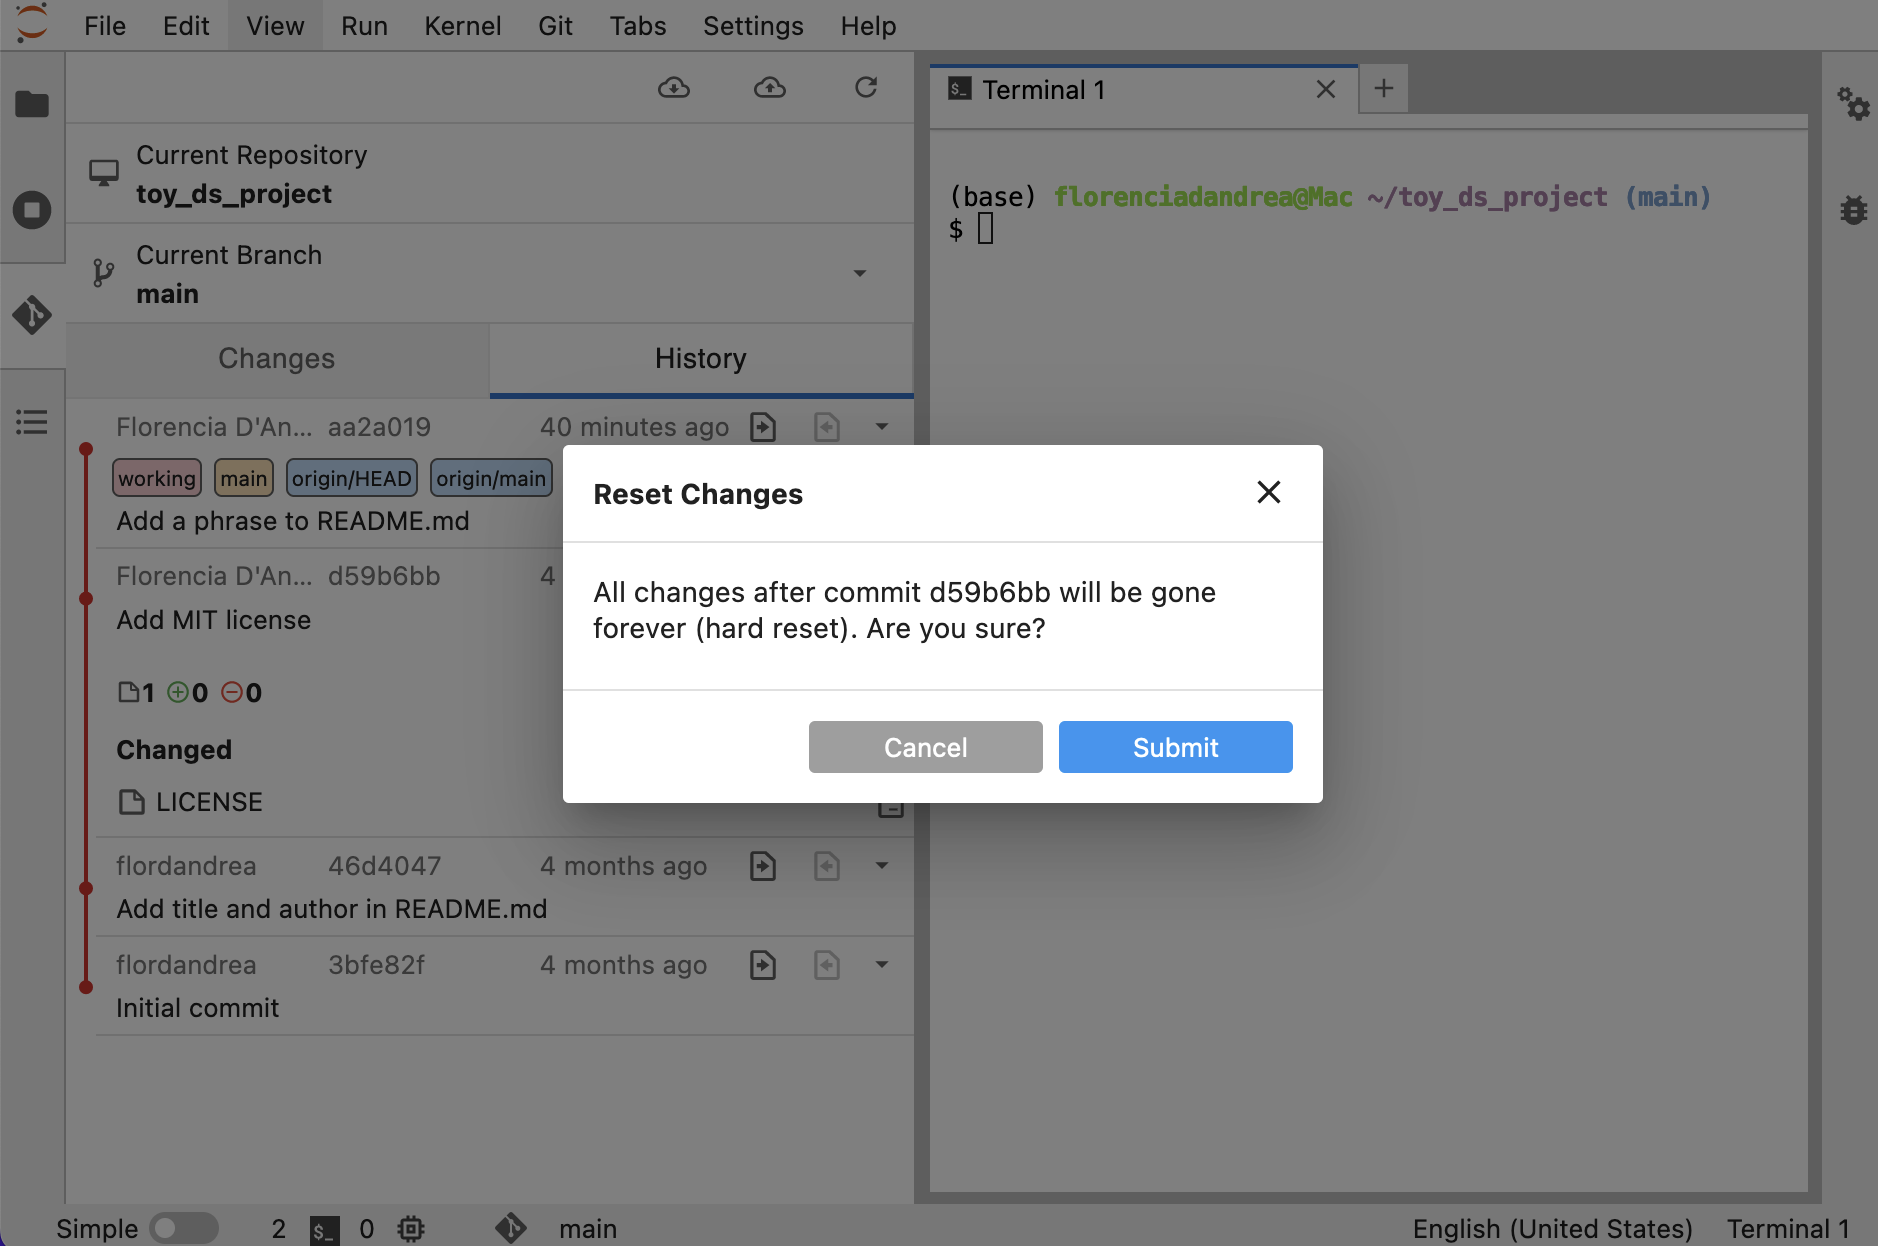 File Edit View Run Kernel Git Tabs Settings Help
Current Repository
toy_ds_project
Current Branch
main
Changes History
Florencia D'An... aa2a019 40 minutes ago
working main origin/HEAD origin/main
Add a phrase to README.md
Florencia D'An... d59b6bb 4
Add MIT license
1 0 0
Changed
LICENSE
flordandrea 46d4047 4 months ago
Add title and author in README.md
flordandrea 3bfe82f 4 months ago
Initial commit
$_ Terminal 1
(base) florenciadandrea@Mac ~/toy_ds_project (main)
$
Reset Changes
All changes after commit d59b6bb will be gone
forever (hard reset). Are you sure?
Cancel Submit
Simple 2 $_ 0 main English (United States) Terminal 1